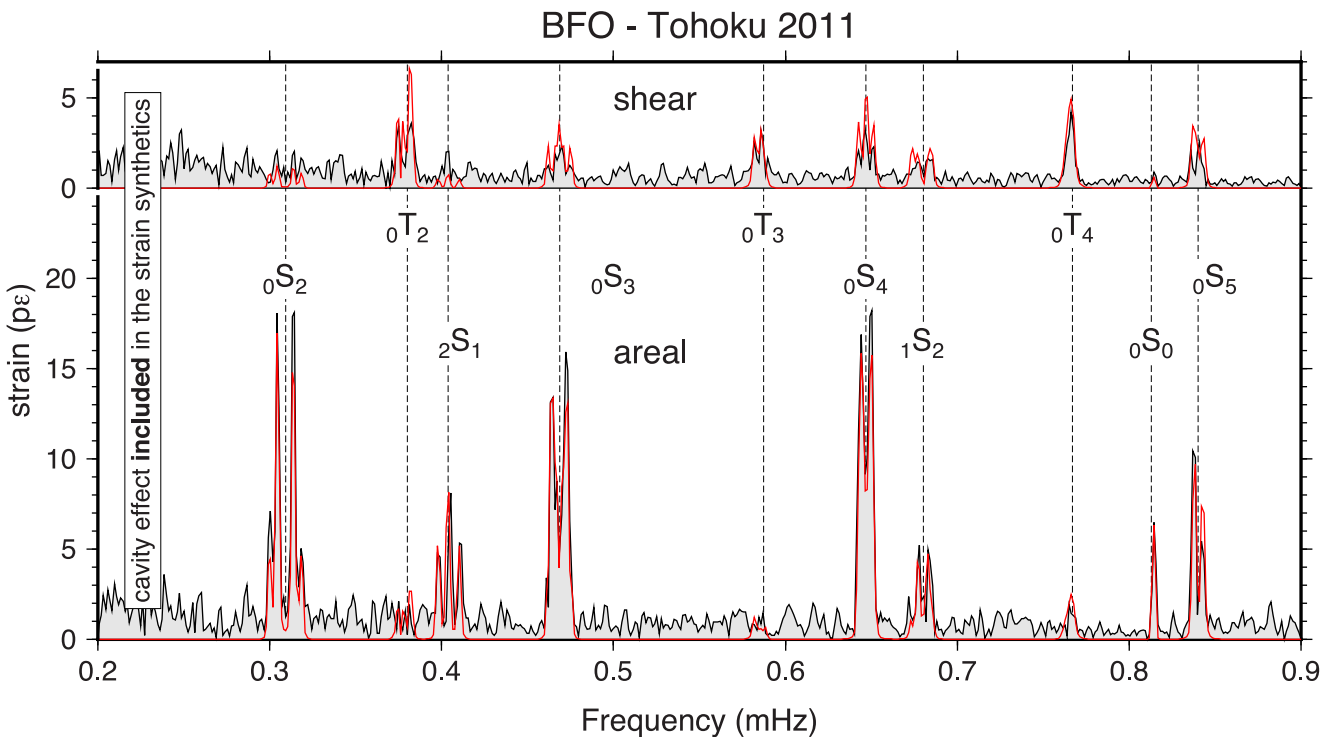 BFO - Tohoku 2011
shear
5
0
cavity effect included in the strain synthetics
₀T₂
₀T₃
₀T₄
₀S₂
₀S₃
₀S₄
₀S₅
₂S₁
areal
₁S₂
₀S₀
strain (pε)
20
15
10
5
0
0.2 0.3 0.4 0.5 0.6 0.7 0.8 0.9
Frequency (mHz)